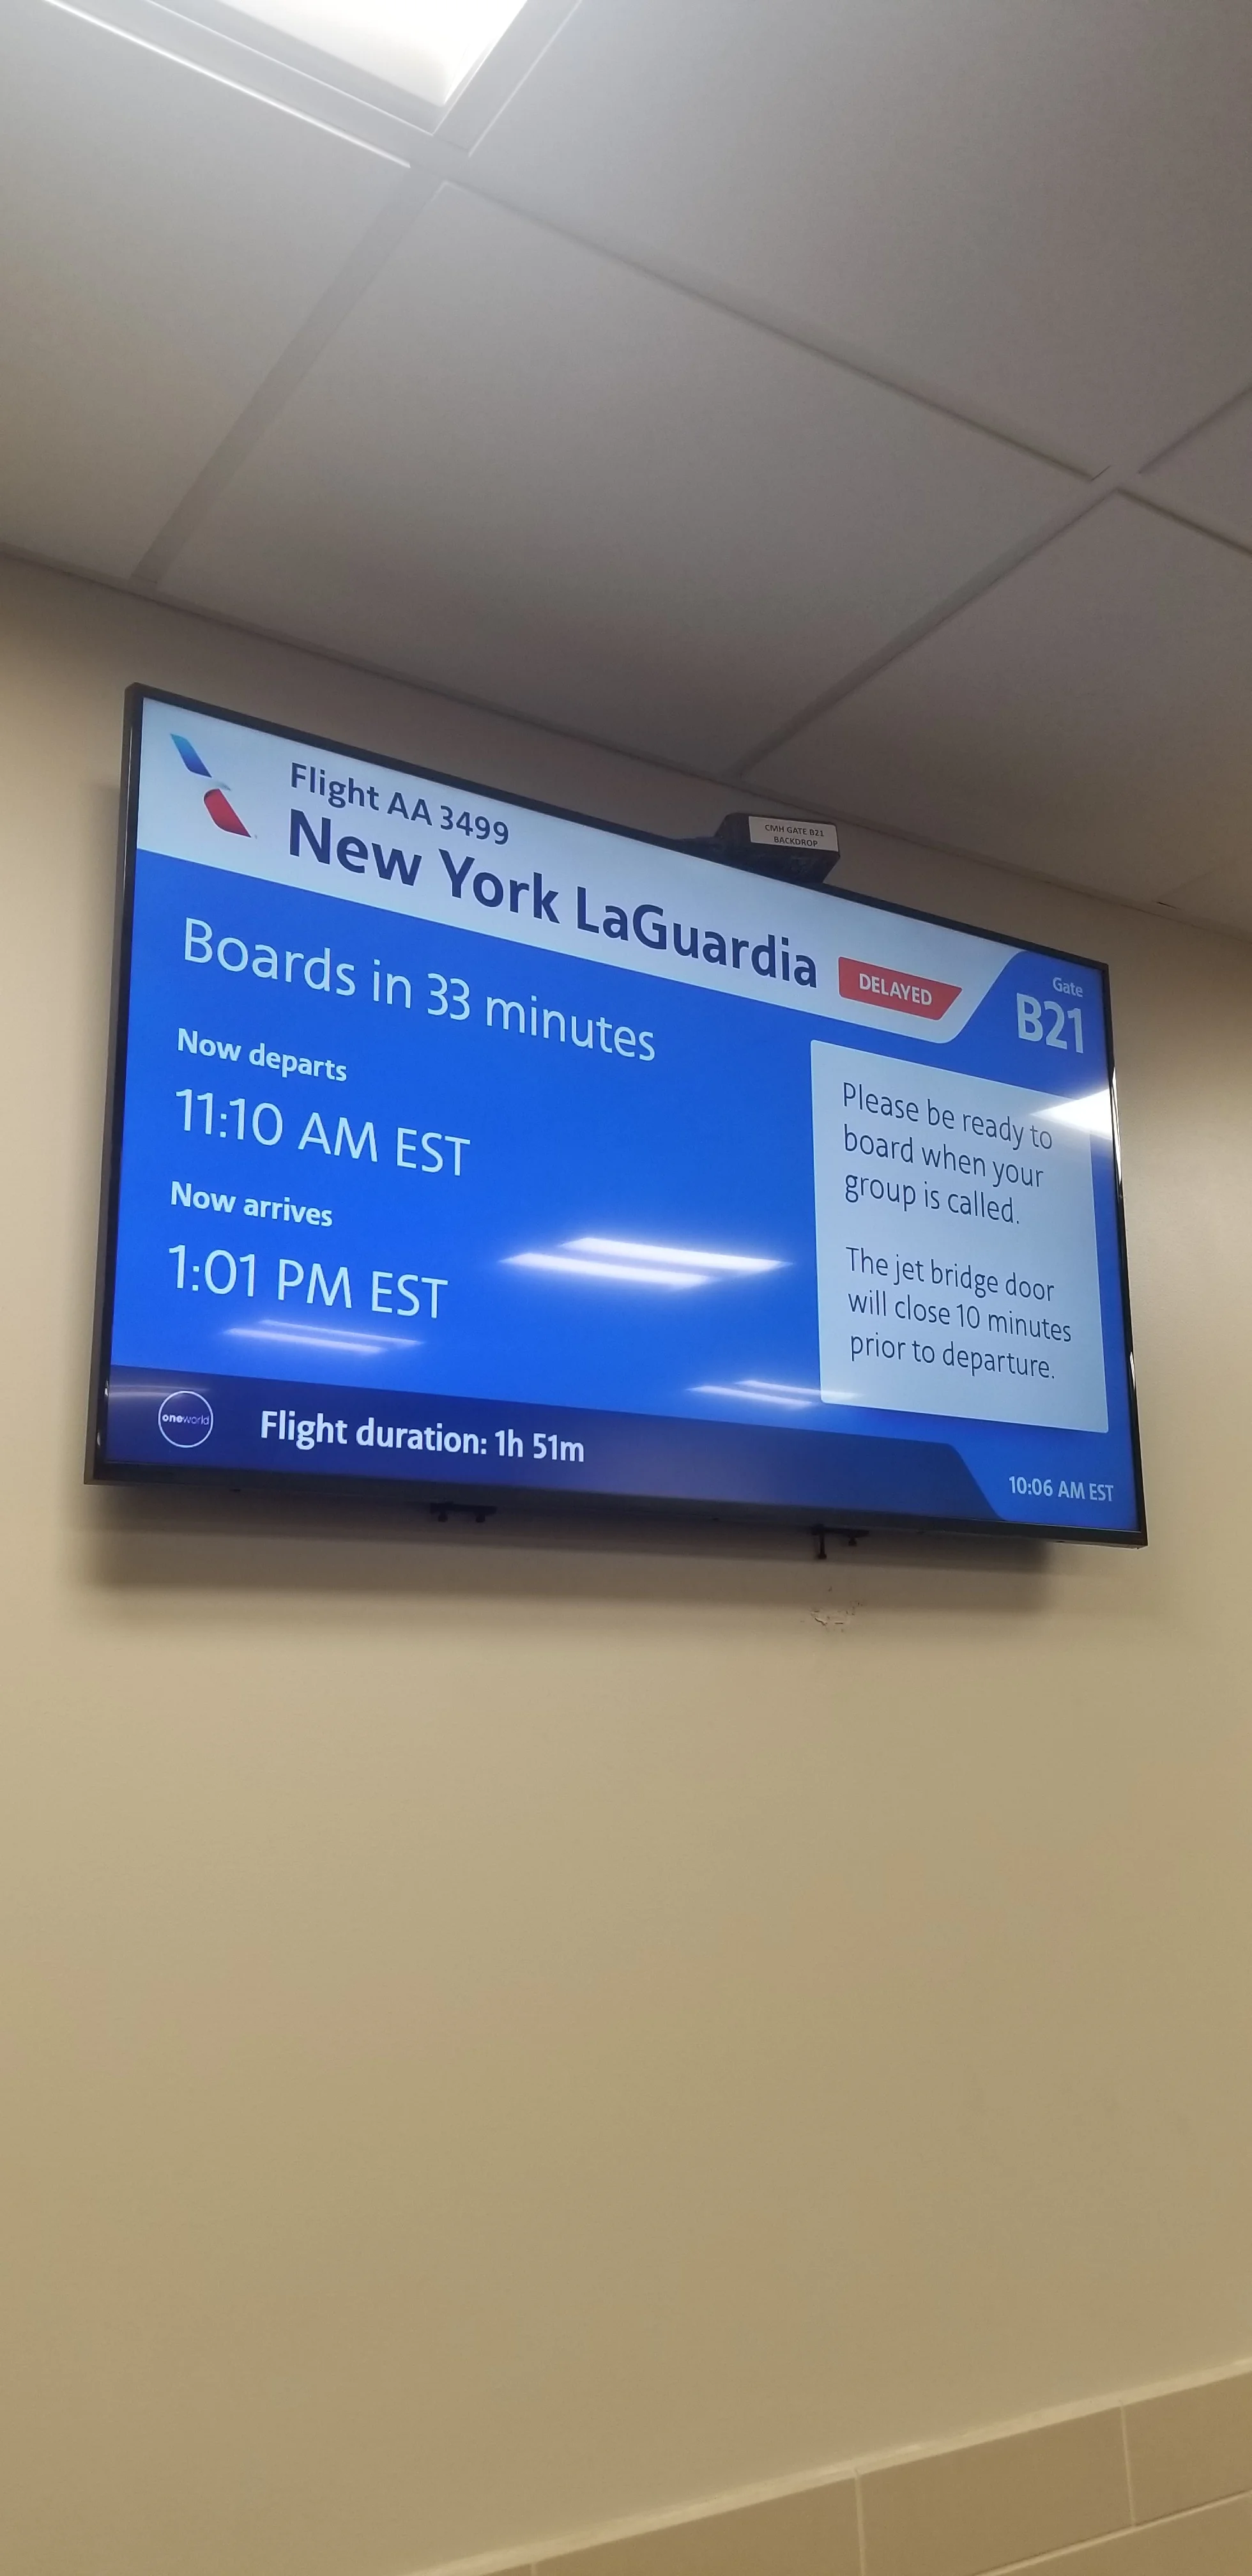 CMH GATE B21
BACKDROP
Flight AA 3499
New York LaGuardia
DELAYED
Gate
B21
Boards in 33 minutes
Now departs
11:10 AM EST
Now arrives
1:01 PM EST
Please be ready to
board when your
group is called.
The jet bridge door
will close 10 minutes
prior to departure.
oneworld
Flight duration: 1h 51m
10:06 AM EST